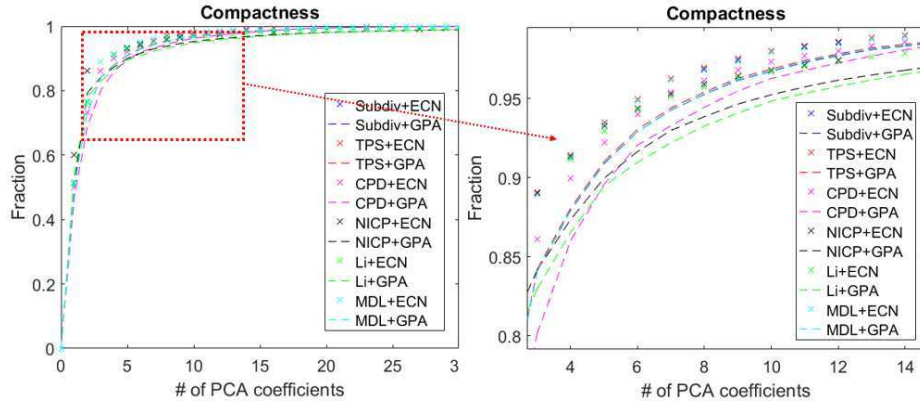 Compactness
1
0.8
0.6
0.4
0.2
0
Fraction
0 5 10 15 20 25 3
# of PCA coefficients
Subdiv+ECN
Subdiv+GPA
TPS+ECN
TPS+GPA
CPD+ECN
CPD+GPA
NICP+ECN
NICP+GPA
Li+ECN
Li+GPA
MDL+ECN
MDL+GPA
Compactness
0.95
0.9
0.85
0.8
Fraction
4 6 8 10 12 14
# of PCA coefficients
Subdiv+ECN
Subdiv+GPA
TPS+ECN
TPS+GPA
CPD+ECN
CPD+GPA
NICP+ECN
NICP+GPA
Li+ECN
Li+GPA
MDL+ECN
MDL+GPA